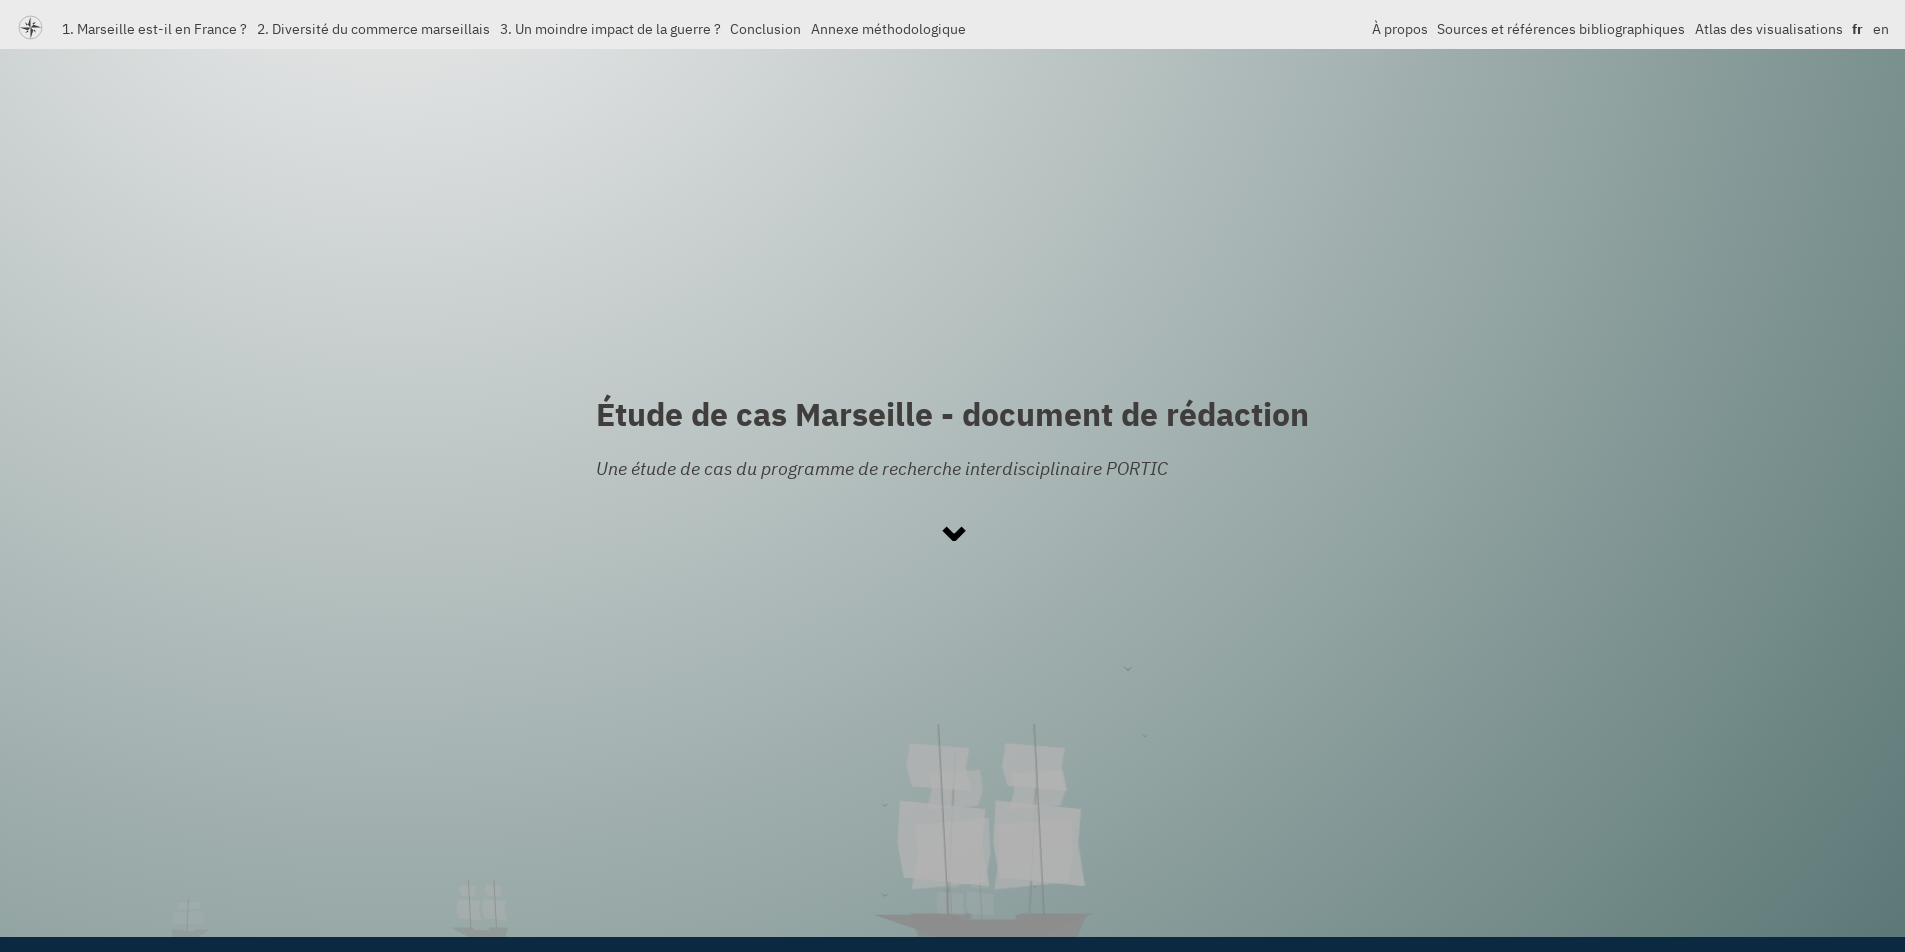 1. Marseille est-il en France ? 2. Diversité du commerce marseillais 3. Un moindre impact de la guerre ? Conclusion Annexe méthodologique À propos Sources et références bibliographiques Atlas des visualisations fr en
Étude de cas Marseille - document de rédaction
Une étude de cas du programme de recherche interdisciplinaire PORTIC